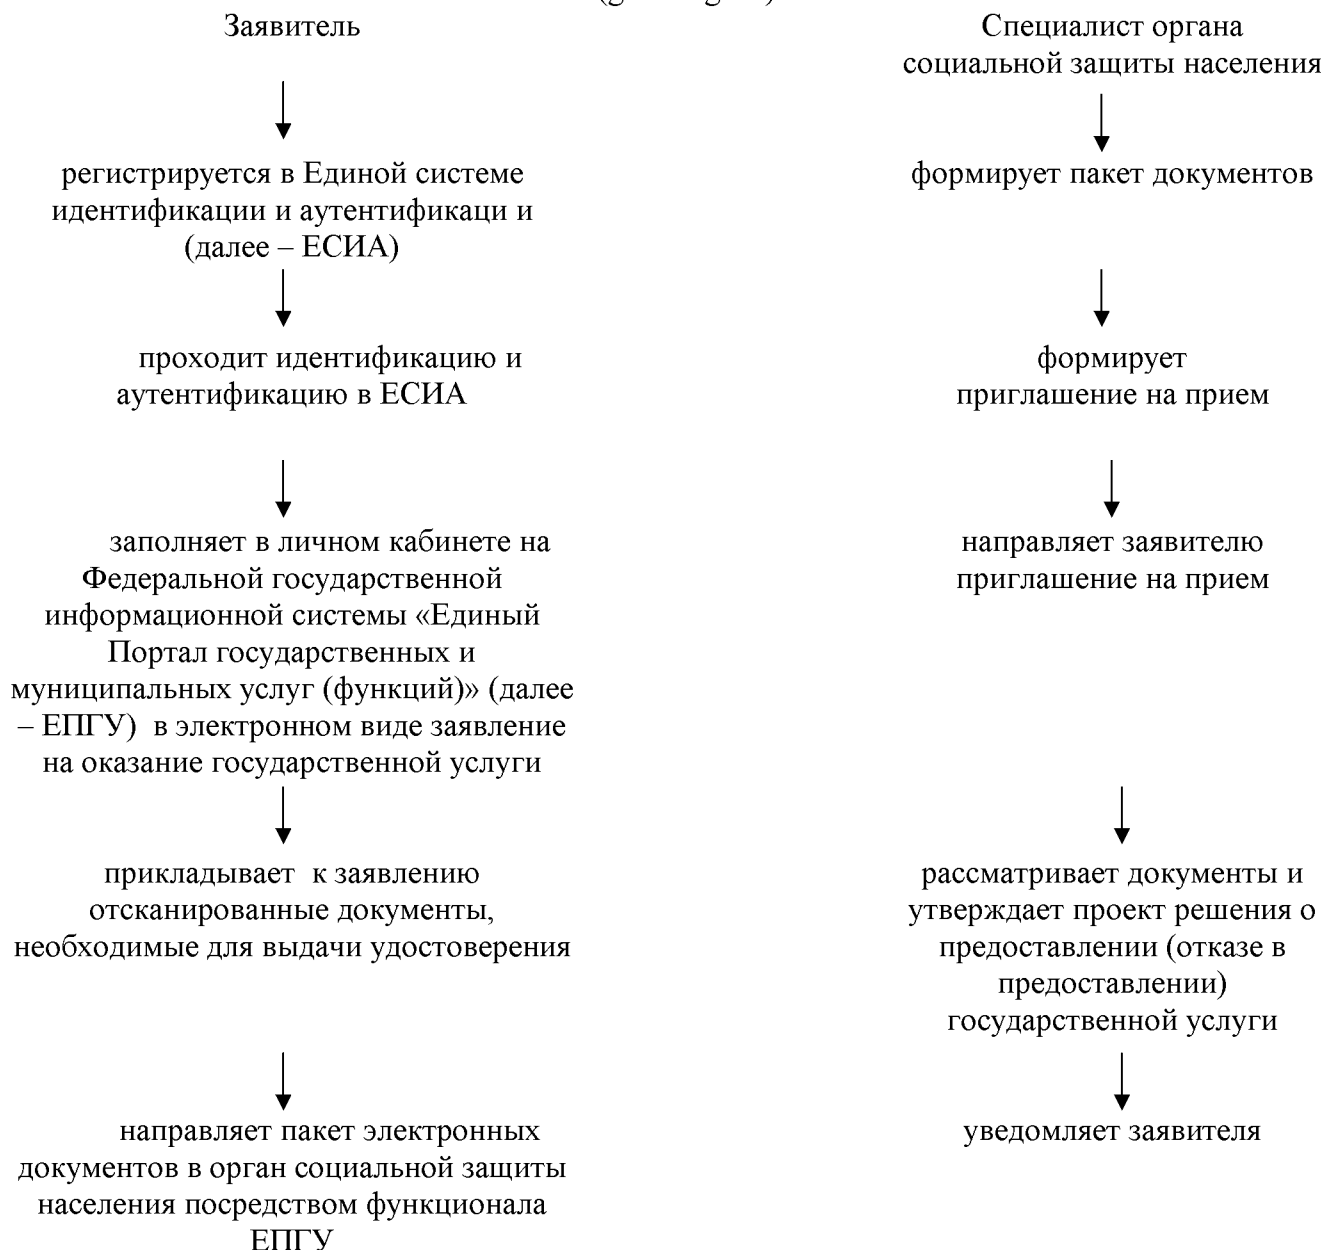 Заявитель
регистрируется в Единой системе
идентификации и аутентификаци и
(далее – ЕСИА)
проходит идентификацию и
аутентификацию в ЕСИА
заполняет в личном кабинете на
Федеральной государственной
информационной системы «Единый
Портал государственных и
муниципальных услуг (функций)» (далее
– ЕПГУ)  в электронном виде заявление
на оказание государственной услуги
прикладывает  к заявлению
отсканированные документы,
необходимые для выдачи удостоверения
направляет пакет электронных
документов в орган социальной защиты
населения посредством функционала
ЕПГУ
Специалист органа
социальной защиты населения
формирует пакет документов
формирует
приглашение на прием
направляет заявителю
приглашение на прием
рассматривает документы и
утверждает проект решения о
предоставлении (отказе в
предоставлении)
государственной услуги
уведомляет заявителя